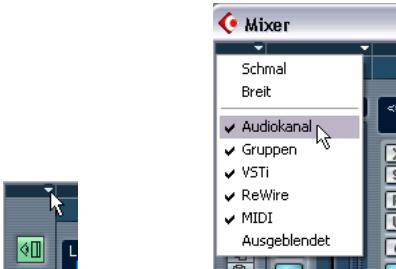 Mixer
Schmal
Breit
Audiokanal
Gruppen
VSTi
ReWire
MIDI
Ausgeblendet
L